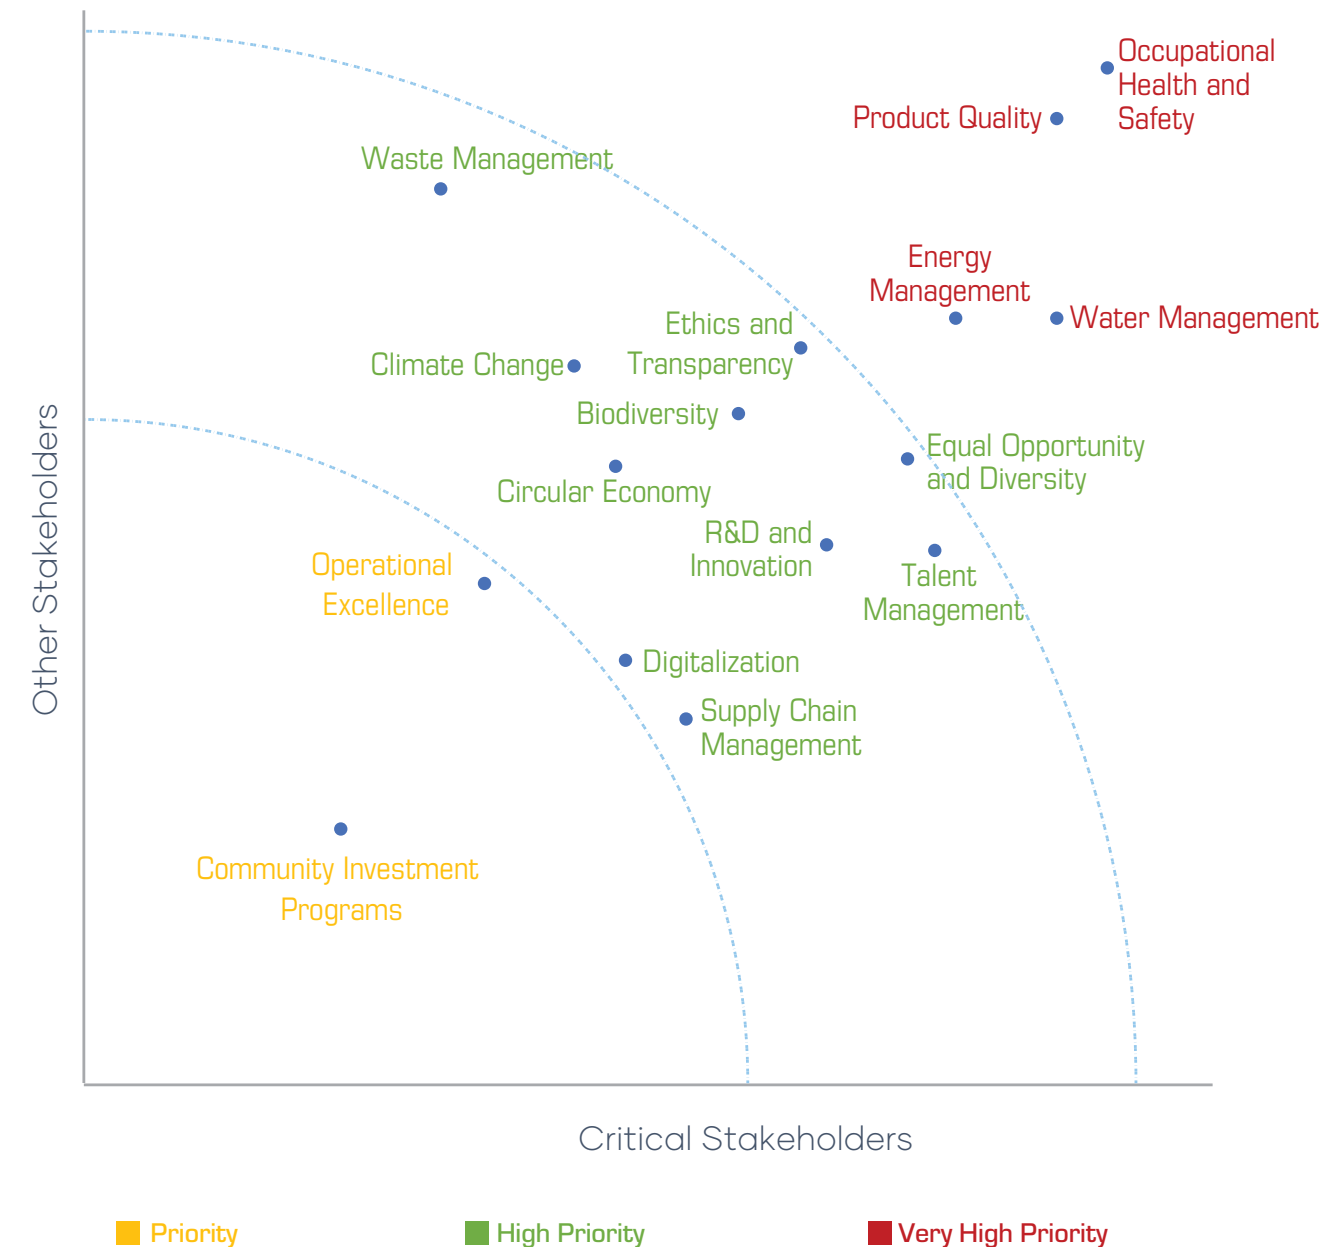 Occupational
Health and
Safety
Product Quality
Waste Management
Energy
Management
Water Management
Ethics and
Transparency
Climate Change
Biodiversity
Equal Opportunity
and Diversity
Circular Economy
R&D and
Innovation
Talent
Management
Operational
Excellence
Digitalization
Supply Chain
Management
Community Investment
Programs
Other Stakeholders
Critical Stakeholders
Priority
High Priority
Very High Priority